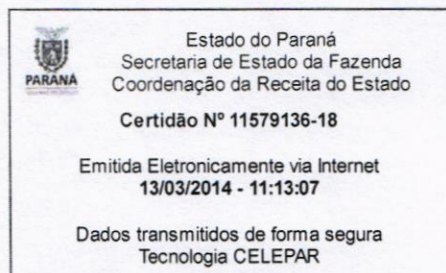 Estado do Paraná
Secretaria de Estado da Fazenda
Coordenação da Receita do Estado
PARANÁ
Certidão Nº 11579136-18
Emitida Eletronicamente via Internet
13/03/2014 - 11:13:07
Dados transmitidos de forma segura
Tecnologia CELEPAR